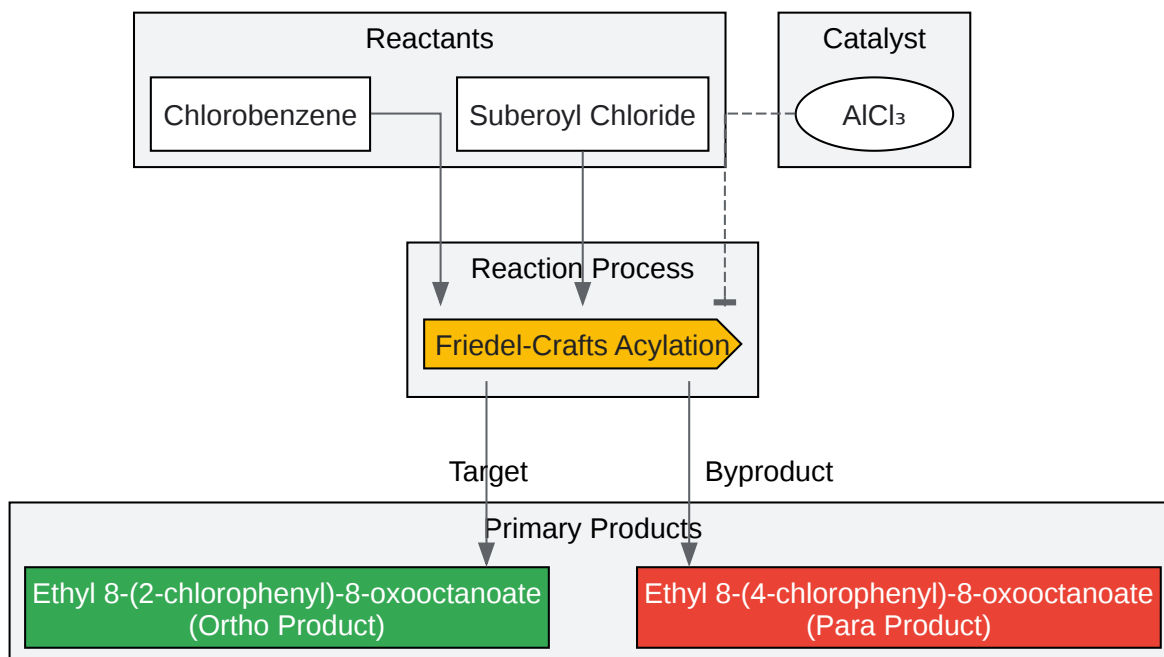 Reactants
Catalyst
Chlorobenzene
Suberoyl Chloride
AlCl₃
Reaction Process
Friedel-Crafts Acylation
Target
Byproduct
Primary Products
Ethyl 8-(2-chlorophenyl)-8-oxooctanoate
(Ortho Product)
Ethyl 8-(4-chlorophenyl)-8-oxooctanoate
(Para Product)